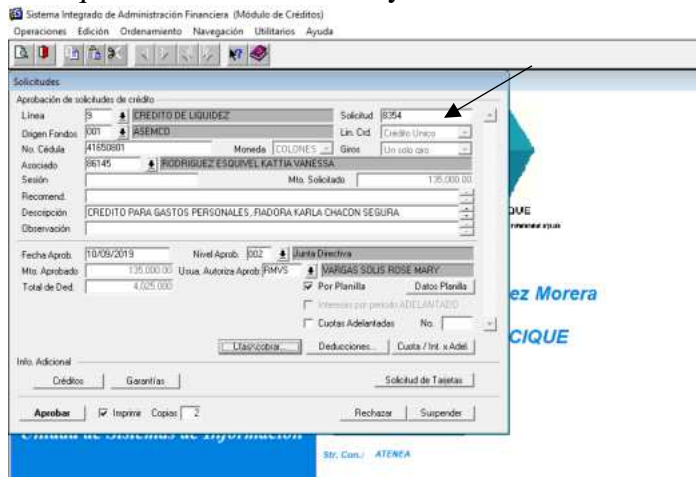 Sistema Integrado de Administración Financiera (Módulo de Créditos)
Operaciones Edición Ordenamiento Navegación Utilitarios Ayuda
Solicitudes
Aprobación de solicitudes de crédito
Línea 9 CREDITO DE LIQUIDEZ Solicitud 8354
Origen Fondos 001 ASEMCO Lin. Crd. Crédito Unico
No. Cédula 41650801 Moneda COLONES Giros Un solo giro
Asociado 86145 RODRIGUEZ ESQUIVEL KATTIA VANESSA
Sesión Mto. Solicitado 135,000.00
Recomend.
Descripción CREDITO PARA GASTOS PERSONALES, FIADORA KARLA CHACON SEGURA
Observación
Fecha Aprob. 10/09/2019 Nivel Aprob. 002 Junta Directiva
Mto. Aprobado 135,000.00 Usua. Autoriza Aprob. RMVS VARGAS SOLIS ROSE MARY
Total de Ded. 4,025.000 Por Planilla Datos Planilla
Intereses por periodo ADELANTADO
Cuotas Adelantadas No.
Deducciones... Cuota / Int. x Adel.
Info. Adicional
Créditos Garantías Solicitud de Tarjetas
Aprobar Imprime Copias 2 Rechazar Suspender
QUE
ez Morera
CIQUE
Unidad de Sistemas de Información
Str. Con.: ATENEA